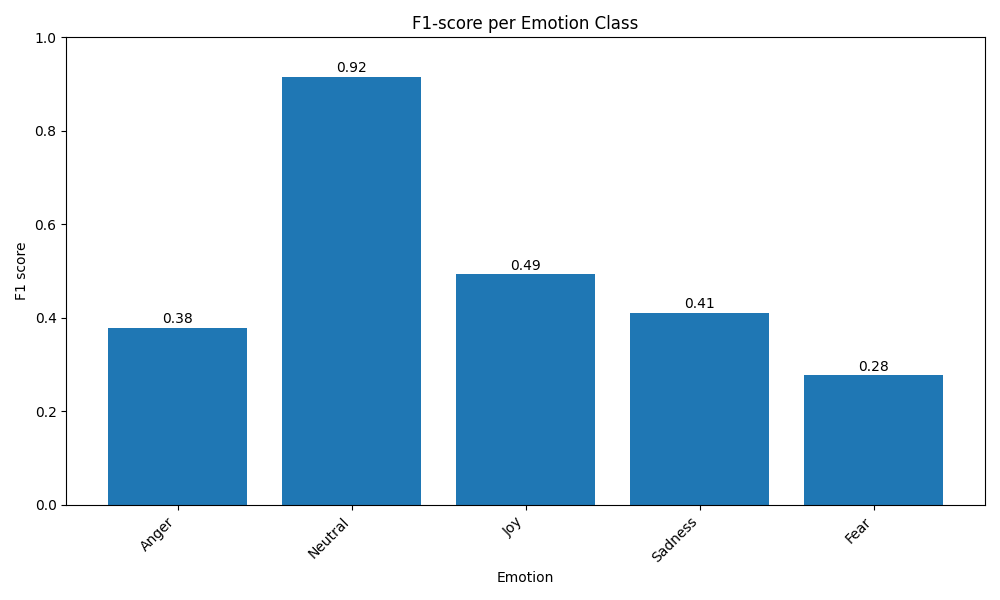 F1-score per Emotion Class
F1 score
1.0
0.8
0.6
0.4
0.2
0.0
0.38
0.92
0.49
0.41
0.28
Anger
Neutral
Joy
Sadness
Fear
Emotion